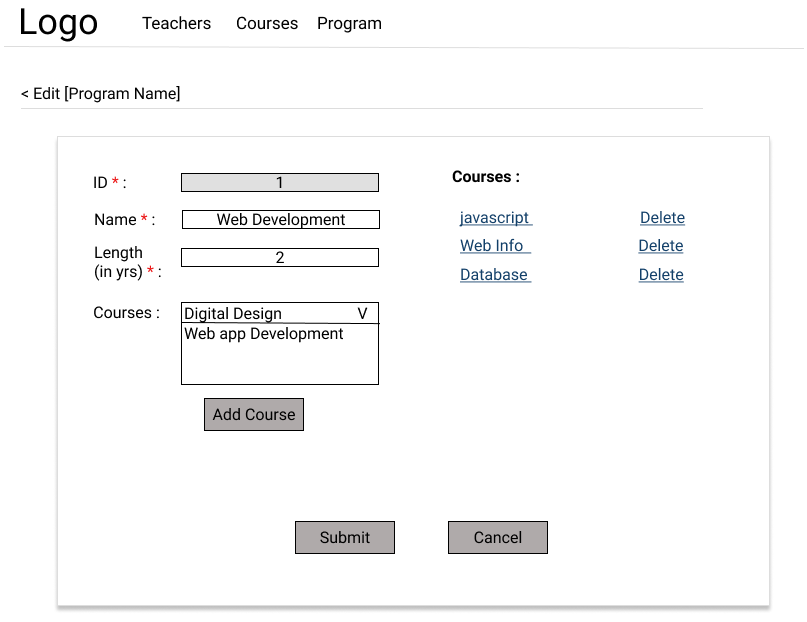 Logo Teachers Courses Program
< Edit [Program Name]
ID * : 1
Name * : Web Development
Length
(in yrs) * : 2
Courses : Digital Design V
Web app Development
Add Course
Courses :
javascript Delete
Web Info Delete
Database Delete
Submit Cancel